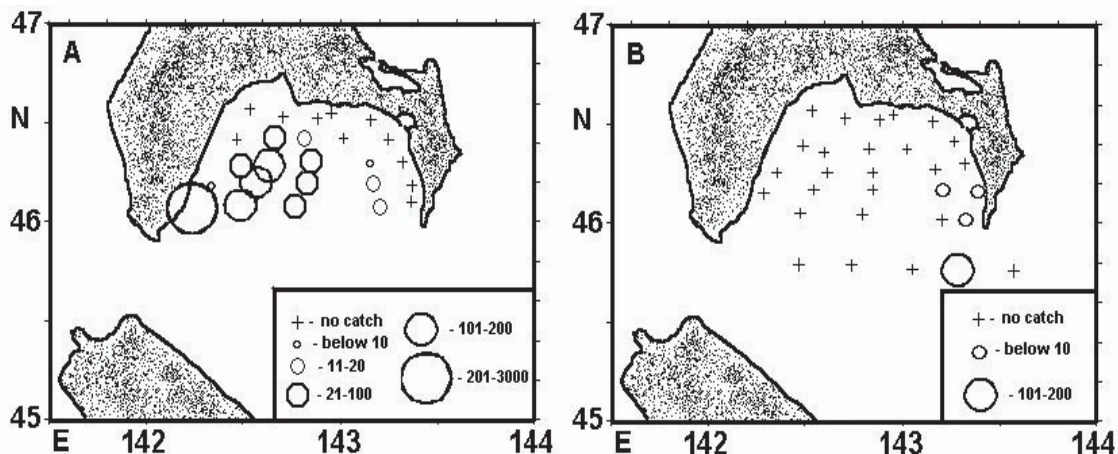 47
A
N
46
45
E
142
143
144
+ - no catch
- below 10
- 11-20
- 21-100
- 101-200
- 201-3000
47
B
N
46
45
E
142
143
144
+ - no catch
- below 10
- 101-200